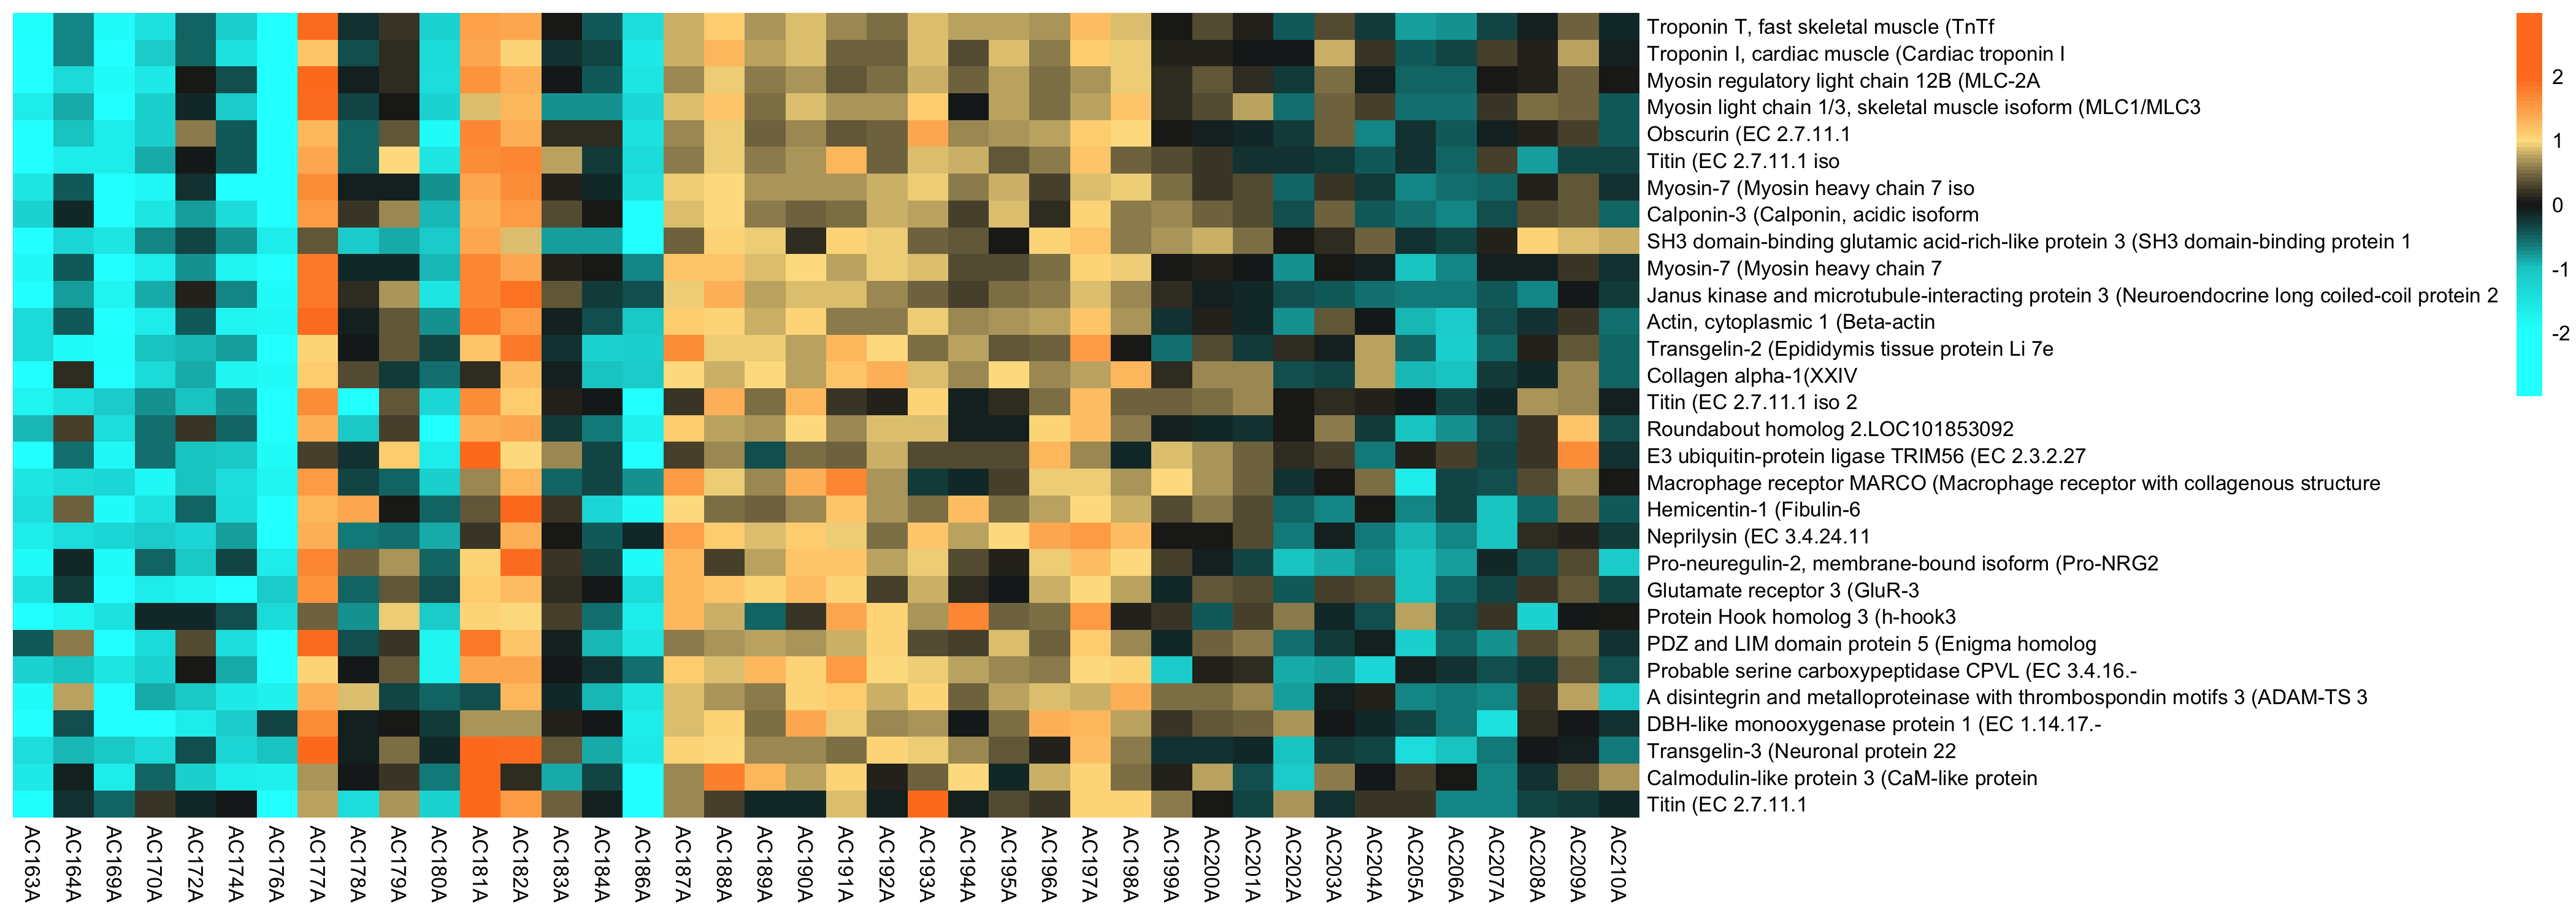 Troponin T, fast skeletal muscle (TnTf
Troponin I, cardiac muscle (Cardiac troponin I
Myosin regulatory light chain 12B (MLC-2A
Myosin light chain 1/3, skeletal muscle isoform (MLC1/MLC3
Obscurin (EC 2.7.11.1
Titin (EC 2.7.11.1 iso
Myosin-7 (Myosin heavy chain 7 iso
Calponin-3 (Calponin, acidic isoform
SH3 domain-binding glutamic acid-rich-like protein 3 (SH3 domain-binding protein 1
Myosin-7 (Myosin heavy chain 7
Janus kinase and microtubule-interacting protein 3 (Neuroendocrine long coiled-coil protein 2
Actin, cytoplasmic 1 (Beta-actin
Transgelin-2 (Epididymis tissue protein Li 7e
Collagen alpha-1(XXIV
Titin (EC 2.7.11.1 iso 2
Roundabout homolog 2.LOC101853092
E3 ubiquitin-protein ligase TRIM56 (EC 2.3.2.27
Macrophage receptor MARCO (Macrophage receptor with collagenous structure
Hemicentin-1 (Fibulin-6
Neprilysin (EC 3.4.24.11
Pro-neuregulin-2, membrane-bound isoform (Pro-NRG2
Glutamate receptor 3 (GluR-3
Protein Hook homolog 3 (h-hook3
PDZ and LIM domain protein 5 (Enigma homolog
Probable serine carboxypeptidase CPVL (EC 3.4.16.-
A disintegrin and metalloproteinase with thrombospondin motifs 3 (ADAM-TS 3
DBH-like monooxygenase protein 1 (EC 1.14.17.-
Transgelin-3 (Neuronal protein 22
Calmodulin-like protein 3 (CaM-like protein
Titin (EC 2.7.11.1
2
1
0
-1
-2
AC163A
AC164A
AC169A
AC170A
AC172A
AC174A
AC176A
AC177A
AC178A
AC179A
AC180A
AC181A
AC182A
AC183A
AC184A
AC186A
AC187A
AC188A
AC189A
AC190A
AC191A
AC192A
AC193A
AC194A
AC195A
AC196A
AC197A
AC198A
AC199A
AC200A
AC201A
AC202A
AC203A
AC204A
AC205A
AC206A
AC207A
AC208A
AC209A
AC210A